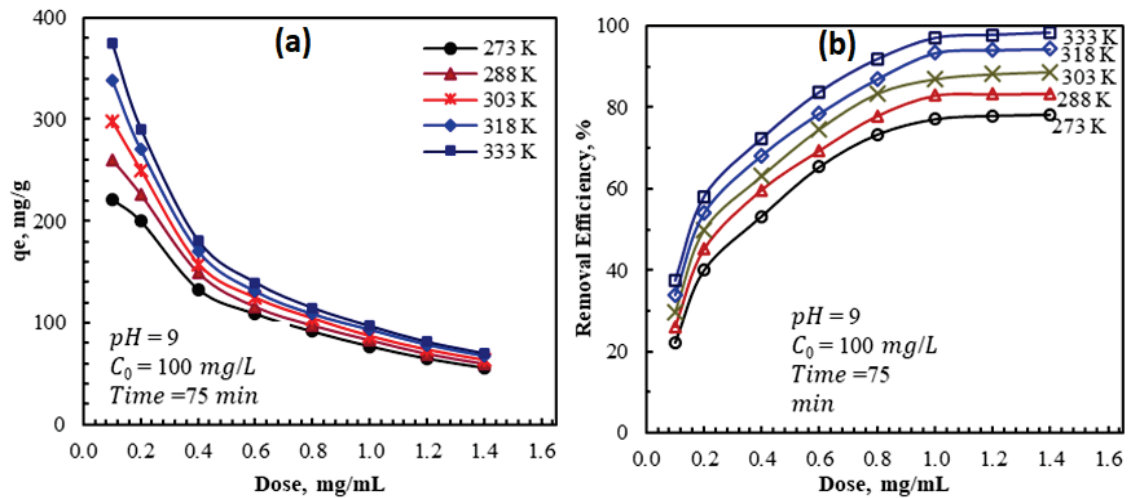 (a)
400
300
200
100
0
qe, mg/g
273 K
288 K
303 K
318 K
333 K
pH = 9
C₀ = 100 mg/L
Time =75 min
0.0 0.2 0.4 0.6 0.8 1.0 1.2 1.4 1.6
Dose, mg/mL
(b)
100
80
60
40
20
0
Removal Efficiency, %
333 K
318 K
303 K
288 K
273 K
pH = 9
C₀ = 100 mg/L
Time =75
min
0.0 0.2 0.4 0.6 0.8 1.0 1.2 1.4 1.6
Dose, mg/mL